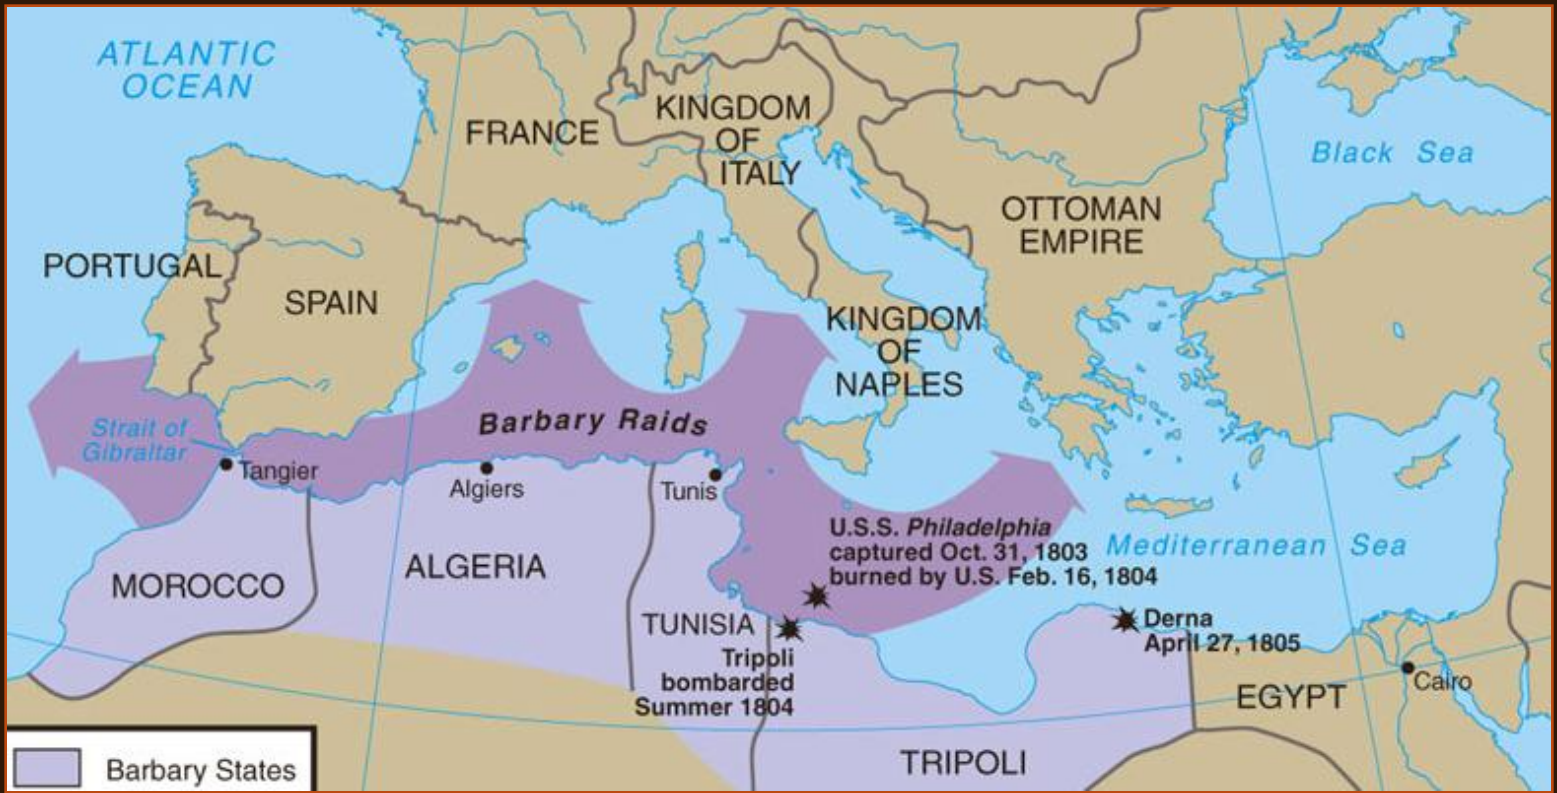 ATLANTIC
OCEAN
FRANCE
KINGDOM
OF
ITALY
Black Sea
OTTOMAN
EMPIRE
PORTUGAL
SPAIN
KINGDOM
OF
NAPLES
Strait of
Gibraltar
Barbary Raids
Tangier
Algiers
Tunis
U.S.S. Philadelphia
captured Oct. 31, 1803
burned by U.S. Feb. 16, 1804
Mediterranean Sea
MOROCCO
ALGERIA
TUNISIA
Tripoli
bombarded
Summer 1804
Derna
April 27, 1805
EGYPT
Cairo
TRIPOLI
Barbary States